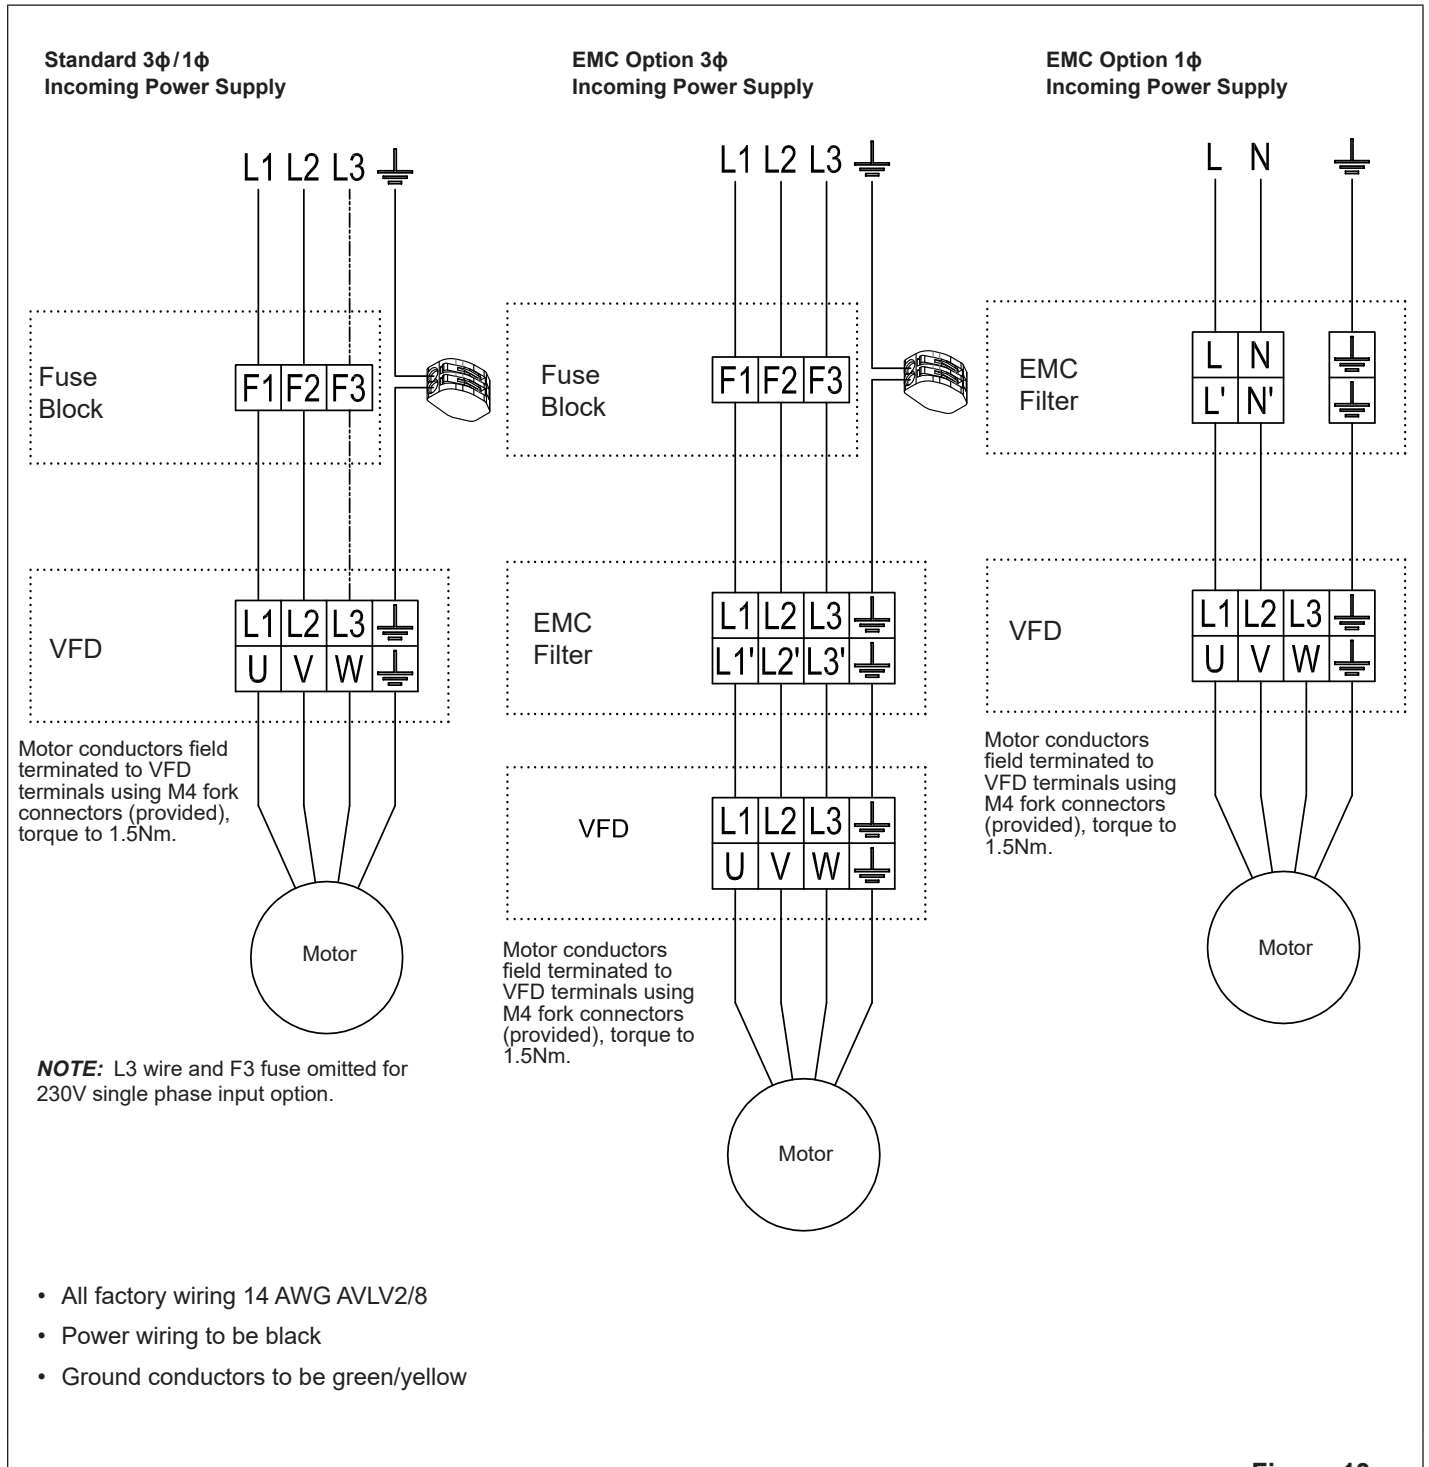 Standard 3ϕ/1ϕ
Incoming Power Supply
L1 L2 L3
Fuse
Block
F1 F2 F3
VFD
L1 L2 L3
U V W
Motor conductors field
terminated to VFD
terminals using M4 fork
connectors (provided),
torque to 1.5Nm.
Motor
NOTE: L3 wire and F3 fuse omitted for
230V single phase input option.
EMC Option 3ϕ
Incoming Power Supply
L1 L2 L3
Fuse
Block
F1 F2 F3
EMC
Filter
L1 L2 L3
L1' L2' L3'
VFD
L1 L2 L3
U V W
Motor conductors
field terminated to
VFD terminals using
M4 fork connectors
(provided), torque to
1.5Nm.
Motor
EMC Option 1ϕ
Incoming Power Supply
L N
EMC
Filter
L N
L' N'
VFD
L1 L2 L3
U V W
Motor conductors
field terminated to
VFD terminals using
M4 fork connectors
(provided), torque to
1.5Nm.
Motor
• All factory wiring 14 AWG AVLV2/8
• Power wiring to be black
• Ground conductors to be green/yellow